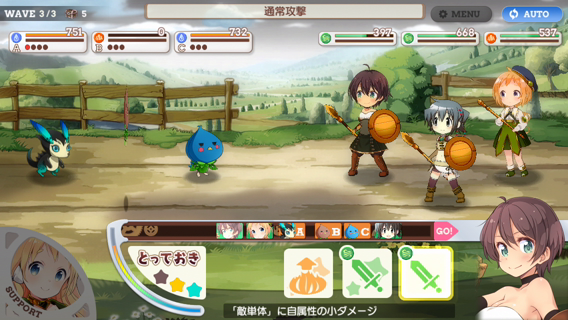 WAVE 3/3 5
通常攻撃
MENU
AUTO
751
A
0
B
732
C
397
668
537
A B C GO!
とっておき
SUPPORT
「敵単体」に自属性の小ダメージ